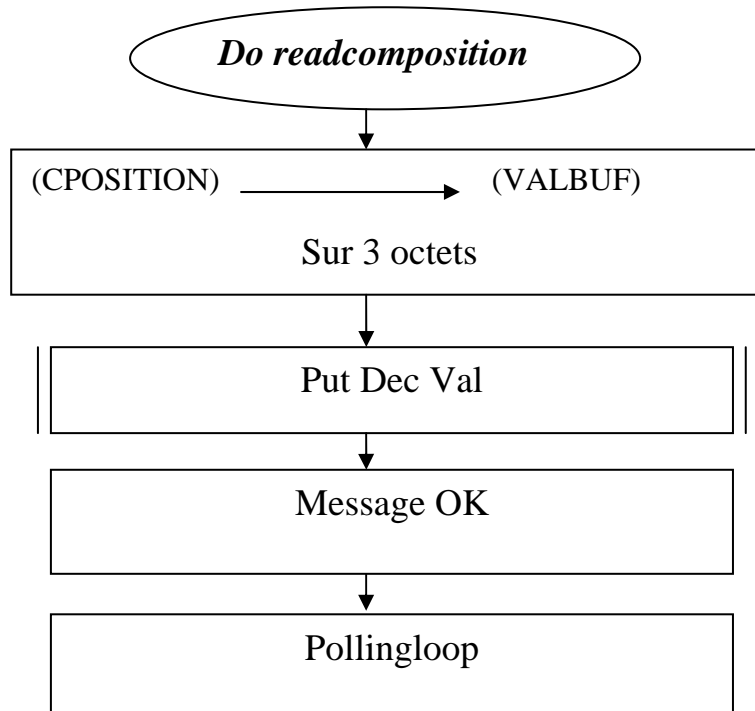 Do readcomposition
(CPOSITION) (VALBUF)
Sur 3 octets
Put Dec Val
Message OK
Pollingloop